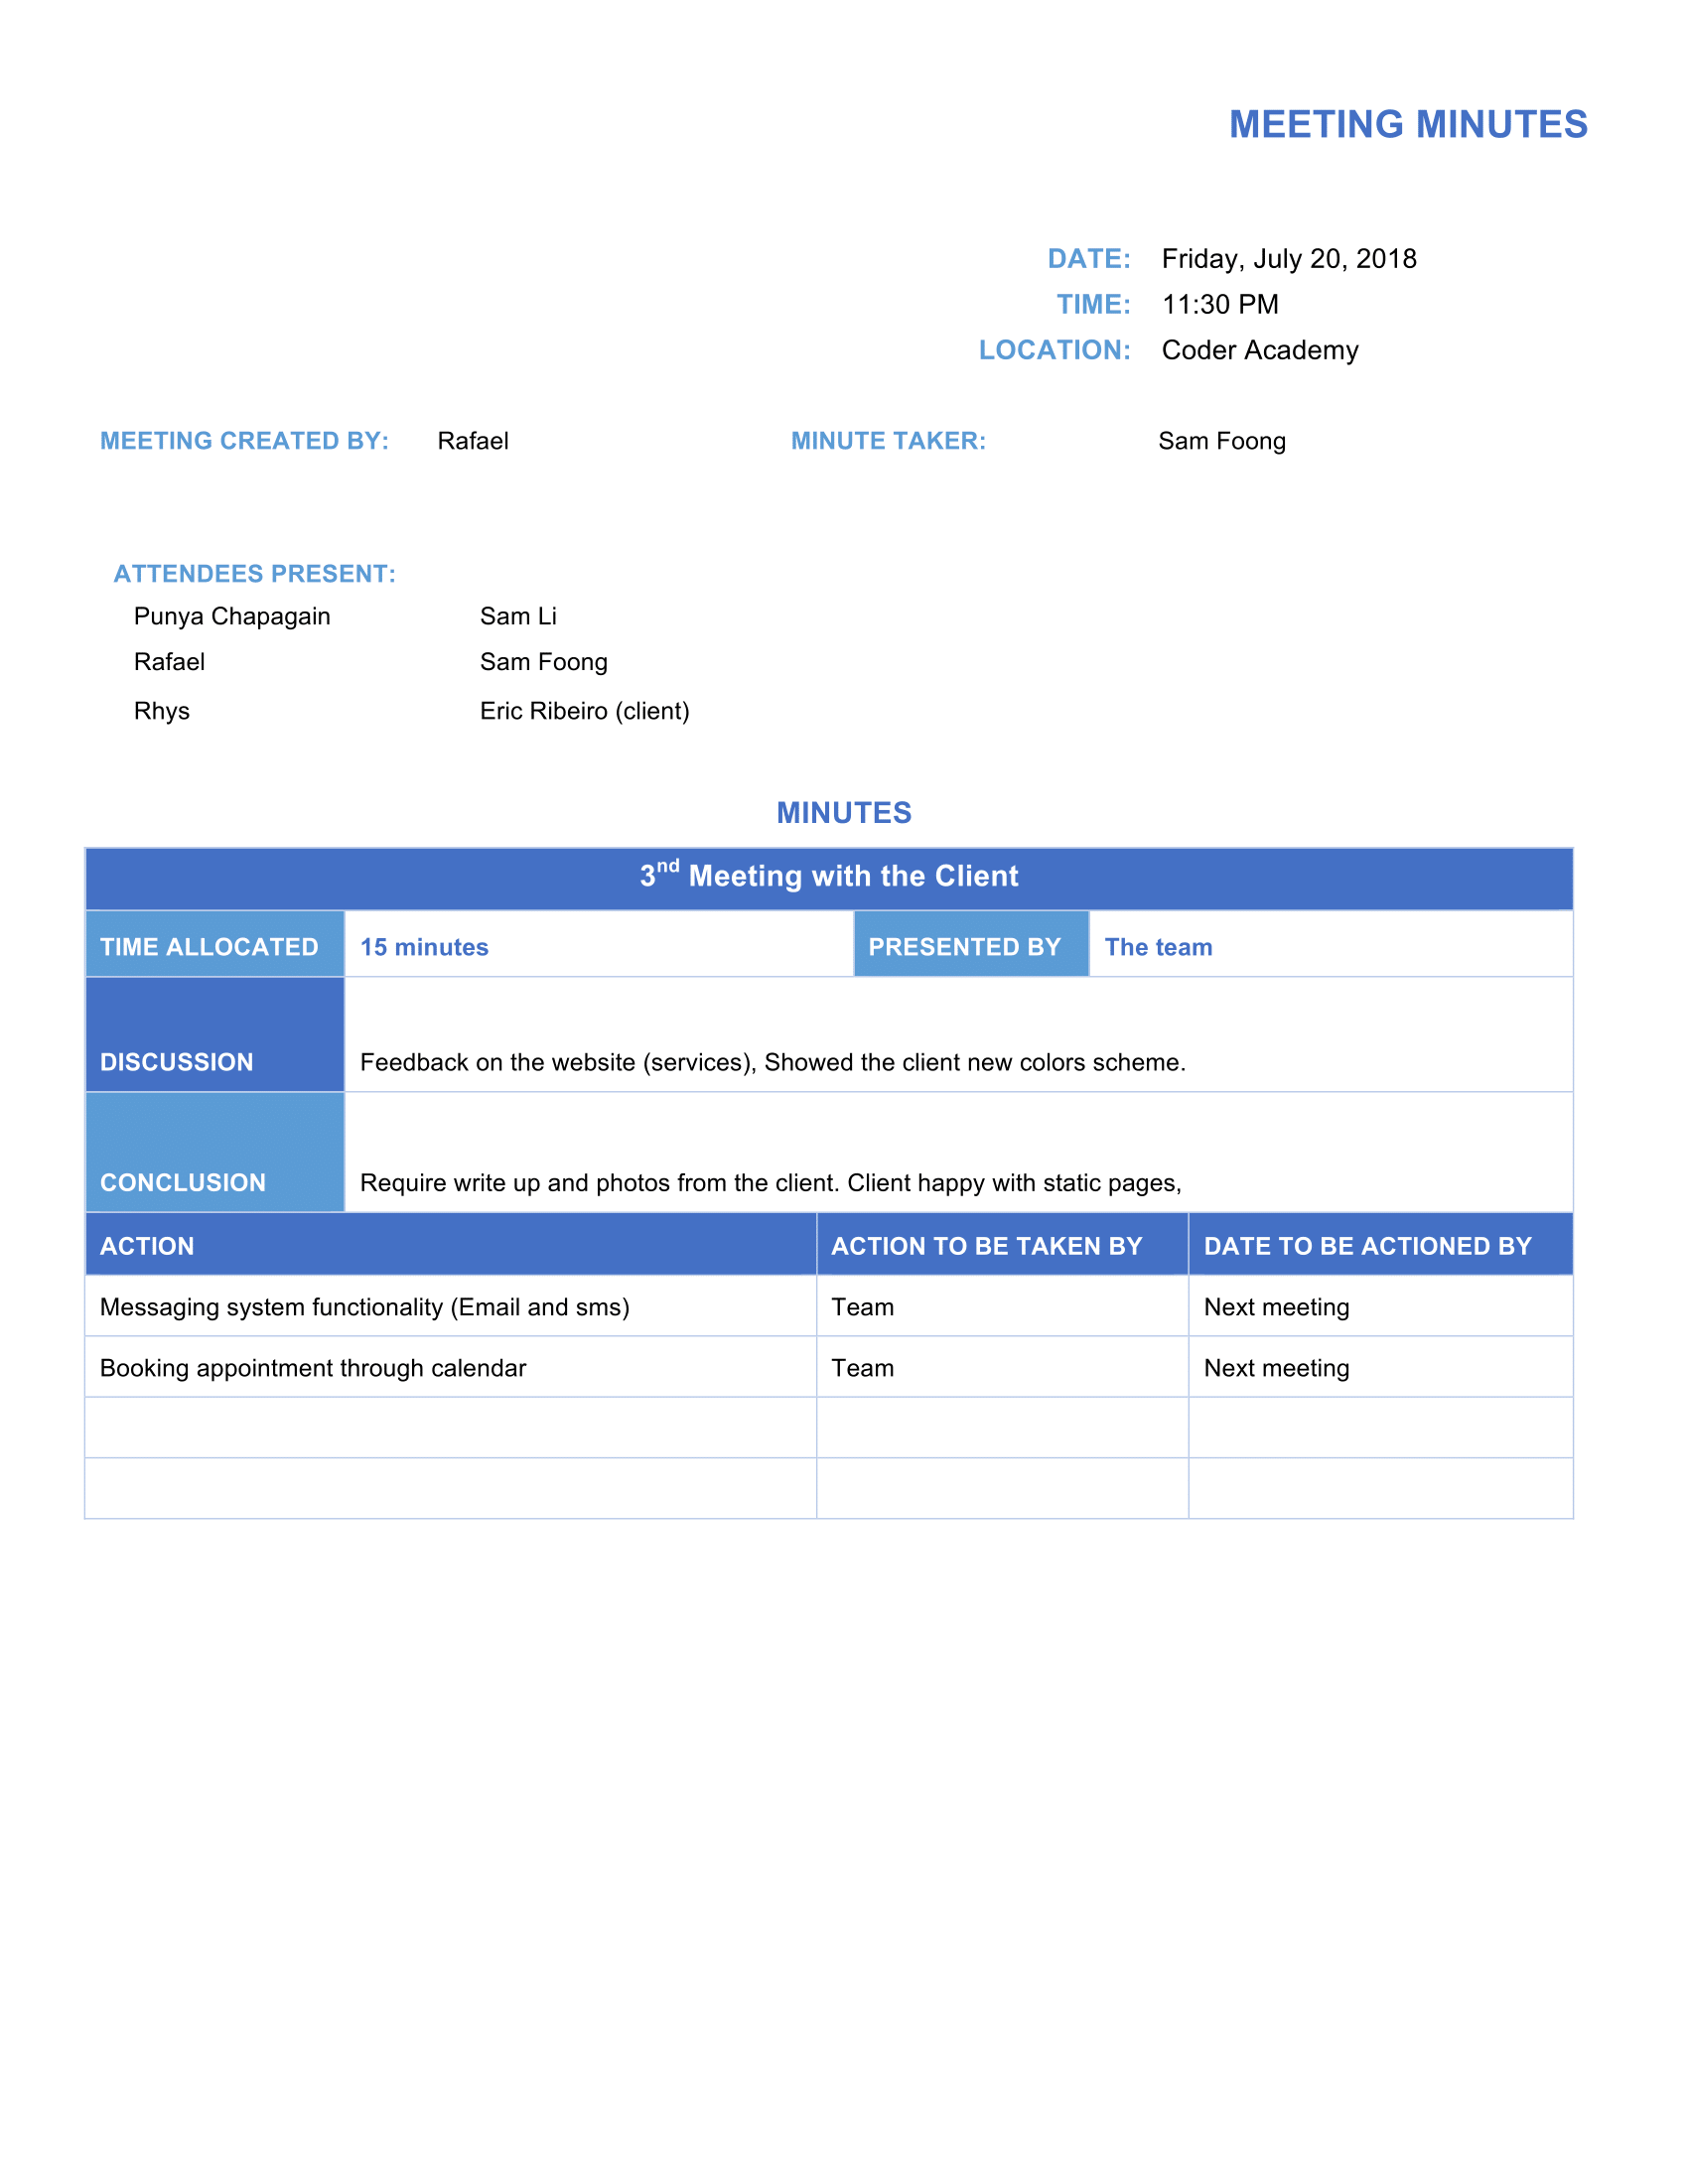 MEETING MINUTES
DATE: Friday, July 20, 2018
TIME: 11:30 PM
LOCATION: Coder Academy
MEETING CREATED BY: Rafael MINUTE TAKER: Sam Foong
ATTENDEES PRESENT:
Punya Chapagain Sam Li
Rafael Sam Foong
Rhys Eric Ribeiro (client)
MINUTES
3nd Meeting with the Client
TIME ALLOCATED 15 minutes PRESENTED BY The team
DISCUSSION Feedback on the website (services), Showed the client new colors scheme.
CONCLUSION Require write up and photos from the client. Client happy with static pages,
ACTION ACTION TO BE TAKEN BY DATE TO BE ACTIONED BY
Messaging system functionality (Email and sms) Team Next meeting
Booking appointment through calendar Team Next meeting